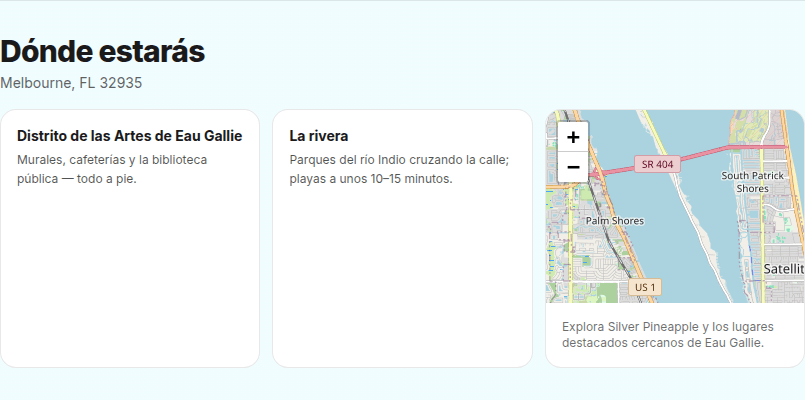 Dónde estarás
Melbourne, FL 32935
Distrito de las Artes de Eau Gallie
Murales, cafeterías y la biblioteca
pública — todo a pie.
La rivera
Parques del río Indio cruzando la calle;
playas a unos 10–15 minutos.
+
−
SR 404
South Patrick
Shores
Palm Shores
Satellit
US 1
Explora Silver Pineapple y los lugares
destacados cercanos de Eau Gallie.